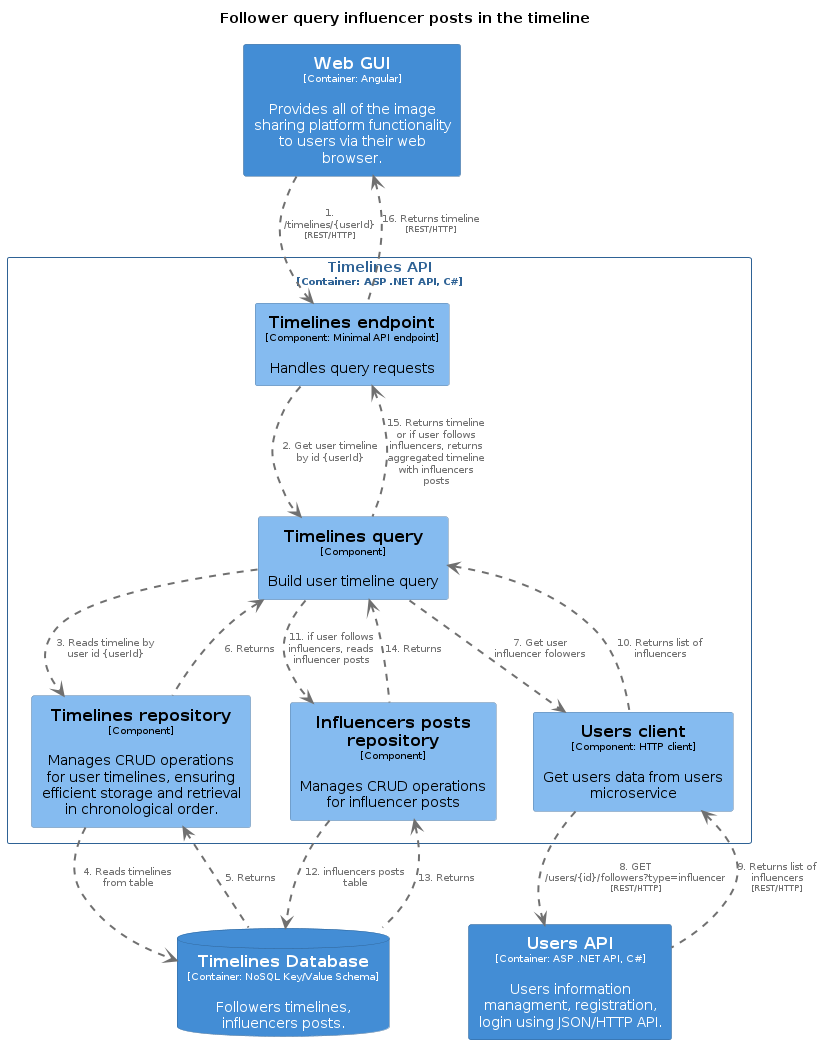 Follower query influencer posts in the timeline
Web GUI
[Container: Angular]
Provides all of the image
sharing platform functionality
to users via their web
browser.
1.
/timelines/{userId}
[REST/HTTP]
16. Returns timeline
[REST/HTTP]
Timelines API
[Container: ASP .NET API, C#]
Timelines endpoint
[Component: Minimal API endpoint]
Handles query requests
2. Get user timeline
by id {userId}
15. Returns timeline
or if user follows
influencers, returns
aggregated timeline
with influencers
posts
Timelines query
[Component]
Build user timeline query
3. Reads timeline by
user id {userId}
6. Returns
11. if user follows
influencers, reads
influencer posts
14. Returns
7. Get user
influencer followers
10. Returns list of
influencers
Timelines repository
[Component]
Manages CRUD operations
for user timelines, ensuring
efficient storage and retrieval
in chronological order.
Influencers posts
repository
[Component]
Manages CRUD operations
for influencer posts
Users client
[Component: HTTP client]
Get users data from users
microservice
4. Reads timelines
from table
5. Returns
12. influencers posts
table
13. Returns
8. GET
/users/{id}/followers?type=influencer
[REST/HTTP]
9. Returns list of
influencers
[REST/HTTP]
Timelines Database
[Container: NoSQL Key/Value Schema]
Followers timelines,
influencers posts.
Users API
[Container: ASP .NET API, C#]
Users information
managment, registration,
login using JSON/HTTP API.